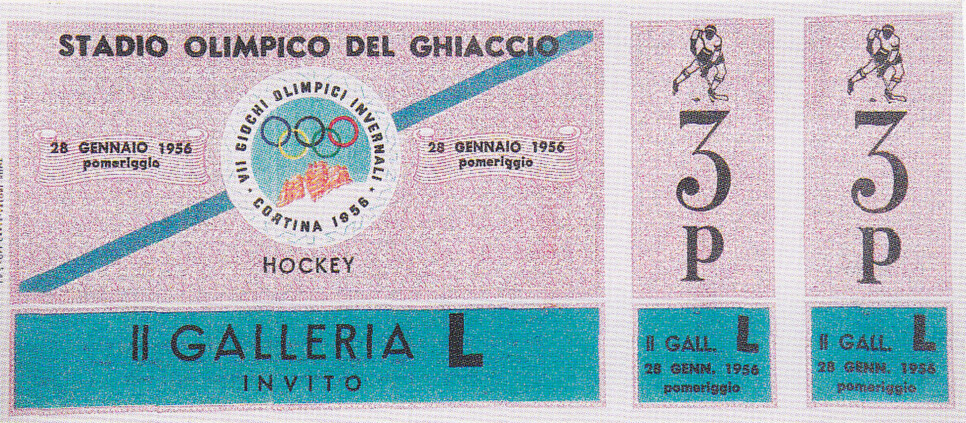 STADIO OLIMPICO DEL GHIACCIO
VII GIOCHI OLIMPICI INVERNALI
• CORTINA 1956 •
28 GENNAIO 1956
pomeriggio
28 GENNAIO 1956
pomeriggio
HOCKEY
II GALLERIA L
INVITO
3
P
II GALL. L
28 GENN. 1956
pomeriggio
3
P
II GALL. L
28 GENN. 1956
pomeriggio